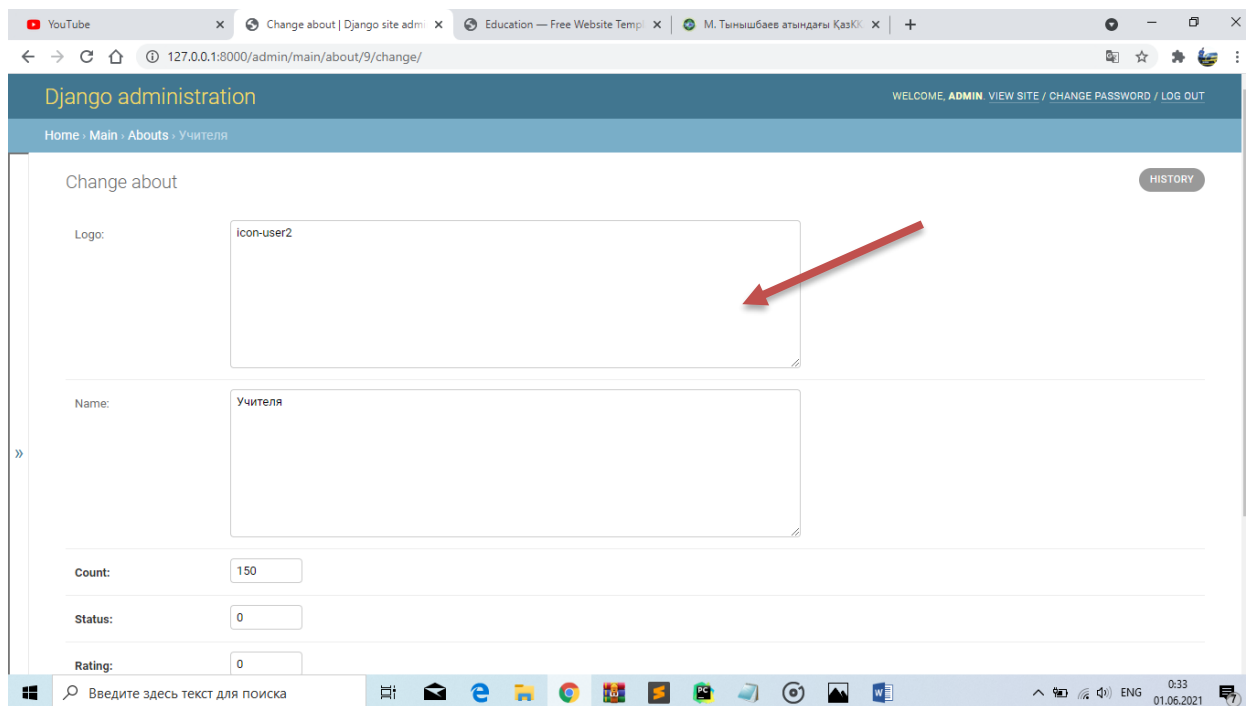 YouTube
Change about | Django site admi
Education — Free Website Templ
М. Тынышбаев атындағы ҚазКК
127.0.0.1:8000/admin/main/about/9/change/
Django administration
WELCOME, ADMIN. VIEW SITE / CHANGE PASSWORD / LOG OUT
Home › Main › Abouts › Учителя
Change about
HISTORY
Logo:
icon-user2
Name:
Учителя
»
Count:
150
Status:
0
Rating:
0
Введите здесь текст для поиска
ENG
0:33
01.06.2021
7